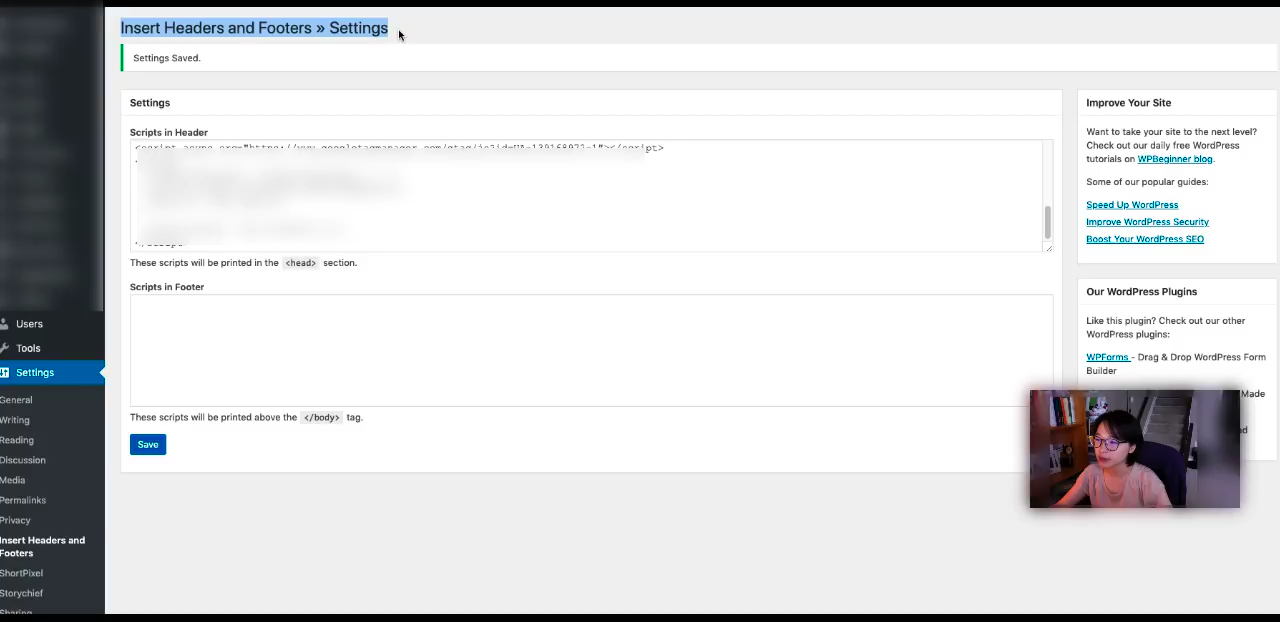 Insert Headers and Footers » Settings
Settings Saved.
Settings
Scripts in Header
These scripts will be printed in the <head> section.
Scripts in Footer
These scripts will be printed above the </body> tag.
Save
Improve Your Site
Want to take your site to the next level?
Check out our daily free WordPress
tutorials on WPBeginner blog.
Some of our popular guides:
Speed Up WordPress
Improve WordPress Security
Boost Your WordPress SEO
Our WordPress Plugins
Like this plugin? Check out our other
WordPress plugins:
WPForms - Drag & Drop WordPress Form
Builder
Made
Users
Tools
Settings
General
Writing
Reading
Discussion
Media
Permalinks
Privacy
Insert Headers and
Footers
ShortPixel
Storychief
Sharing